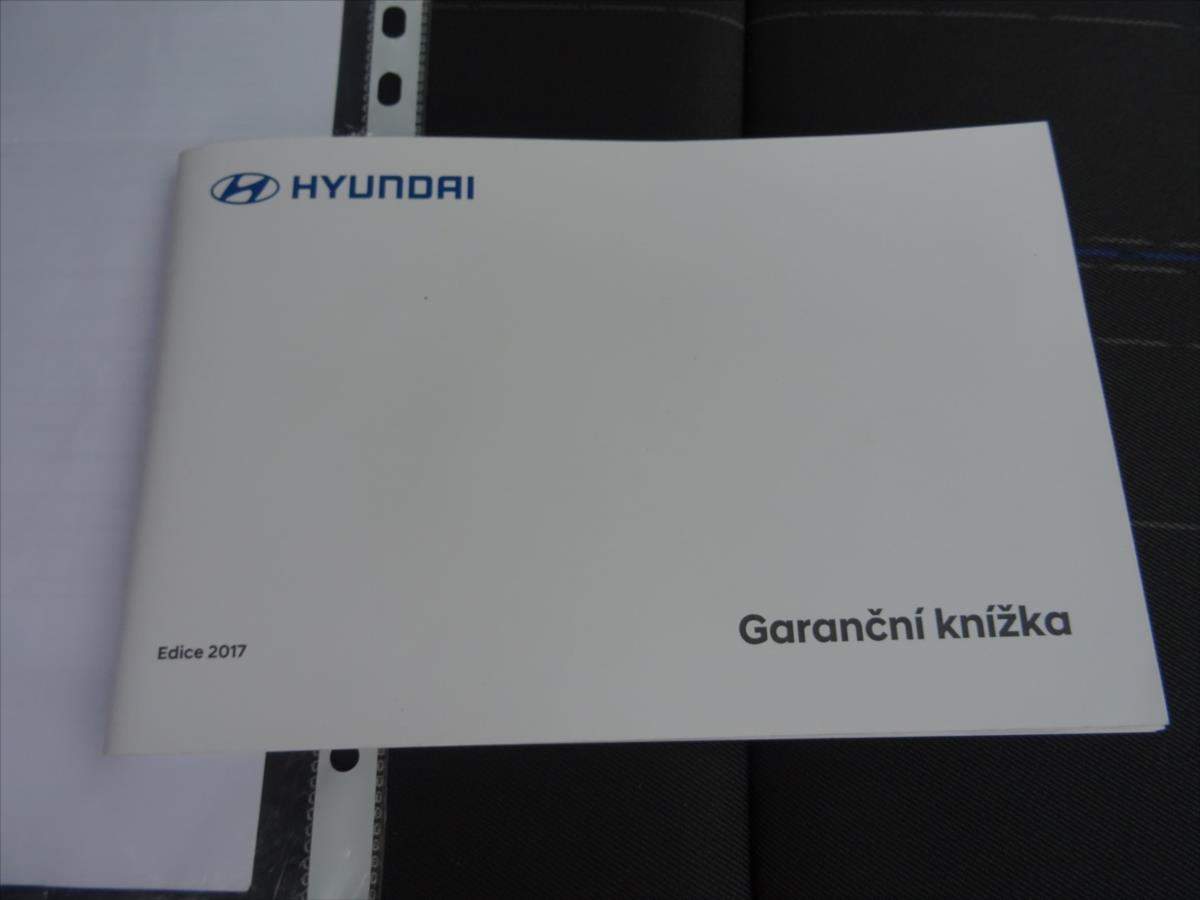 HYUNDAI
Garanční knížka
Edice 2017